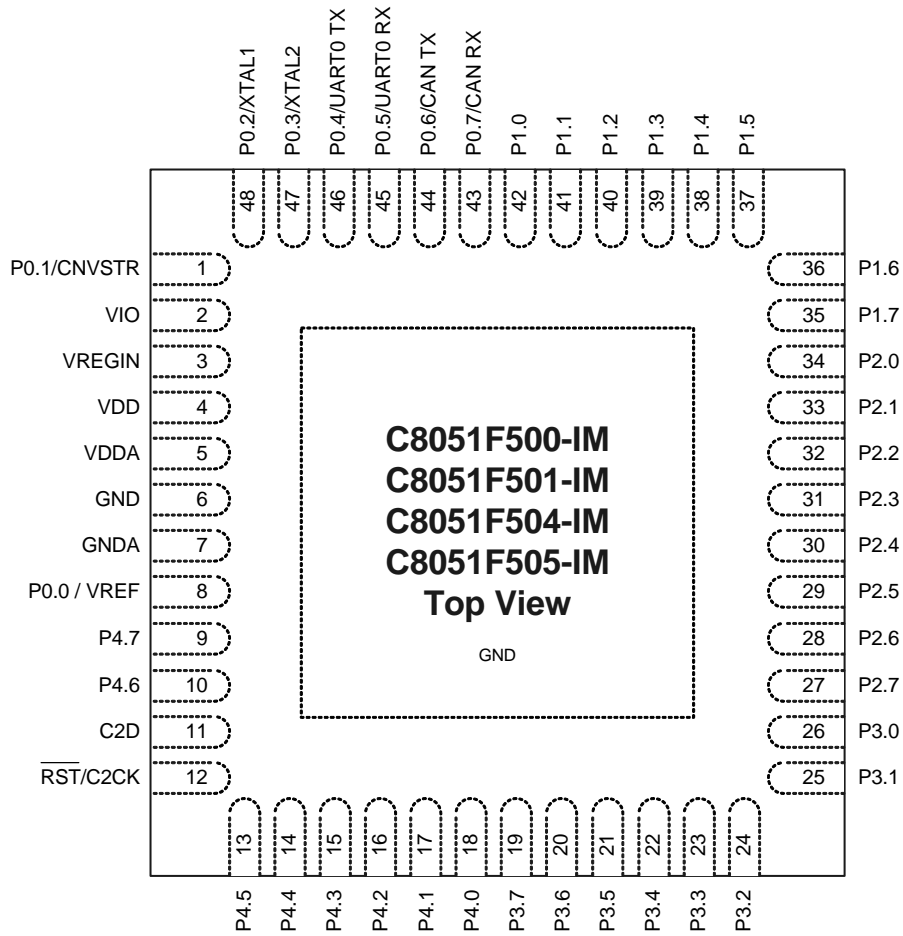 P0.2/XTAL1
P0.3/XTAL2
P0.4/UART0 TX
P0.5/UART0 RX
P0.6/CAN TX
P0.7/CAN RX
P1.0
P1.1
P1.2
P1.3
P1.4
P1.5
48
47
46
45
44
43
42
41
40
39
38
37
P0.1/CNVSTR 1
VIO 2
VREGIN 3
VDD 4
VDDA 5
GND 6
GNDA 7
P0.0 / VREF 8
P4.7 9
P4.6 10
C2D 11
RST/C2CK 12
C8051F500-IM
C8051F501-IM
C8051F504-IM
C8051F505-IM
Top View
GND
36 P1.6
35 P1.7
34 P2.0
33 P2.1
32 P2.2
31 P2.3
30 P2.4
29 P2.5
28 P2.6
27 P2.7
26 P3.0
25 P3.1
13
14
15
16
17
18
19
20
21
22
23
24
P4.5
P4.4
P4.3
P4.2
P4.1
P4.0
P3.7
P3.6
P3.5
P3.4
P3.3
P3.2